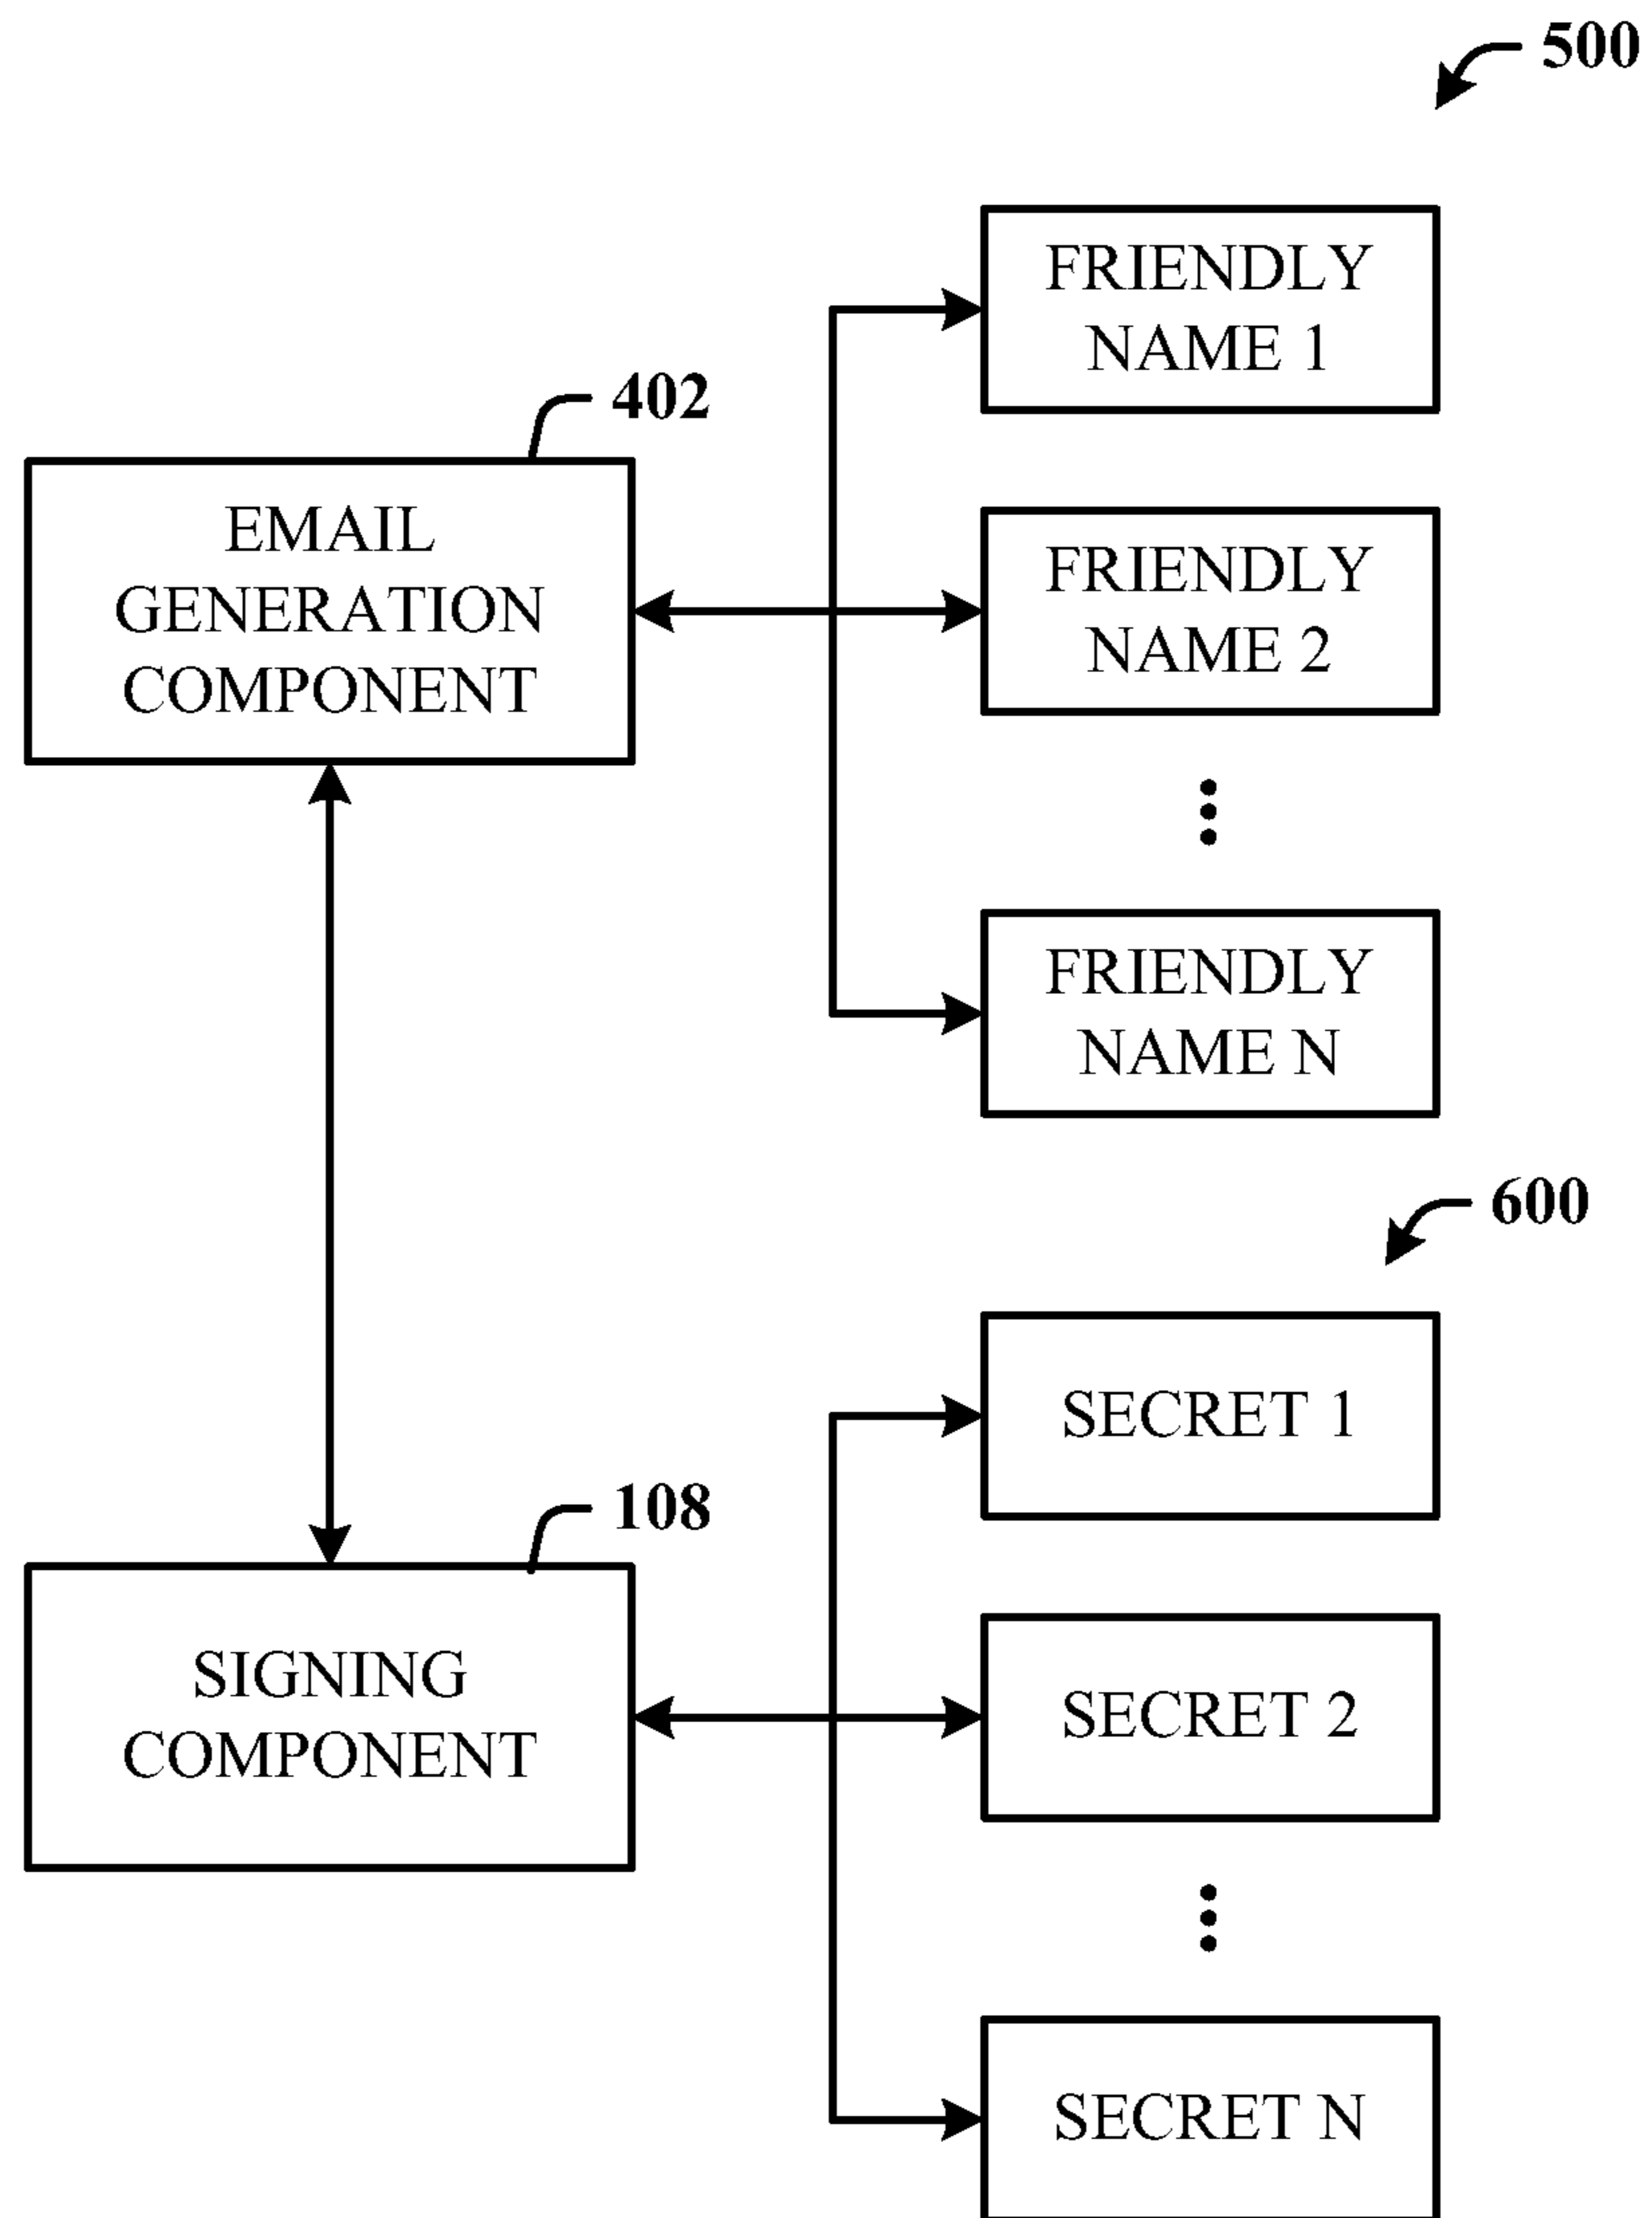 500
FRIENDLY
NAME 1
402
EMAIL
GENERATION
COMPONENT
FRIENDLY
NAME 2
FRIENDLY
NAME N
600
SECRET 1
108
SIGNING
COMPONENT
SECRET 2
SECRET N